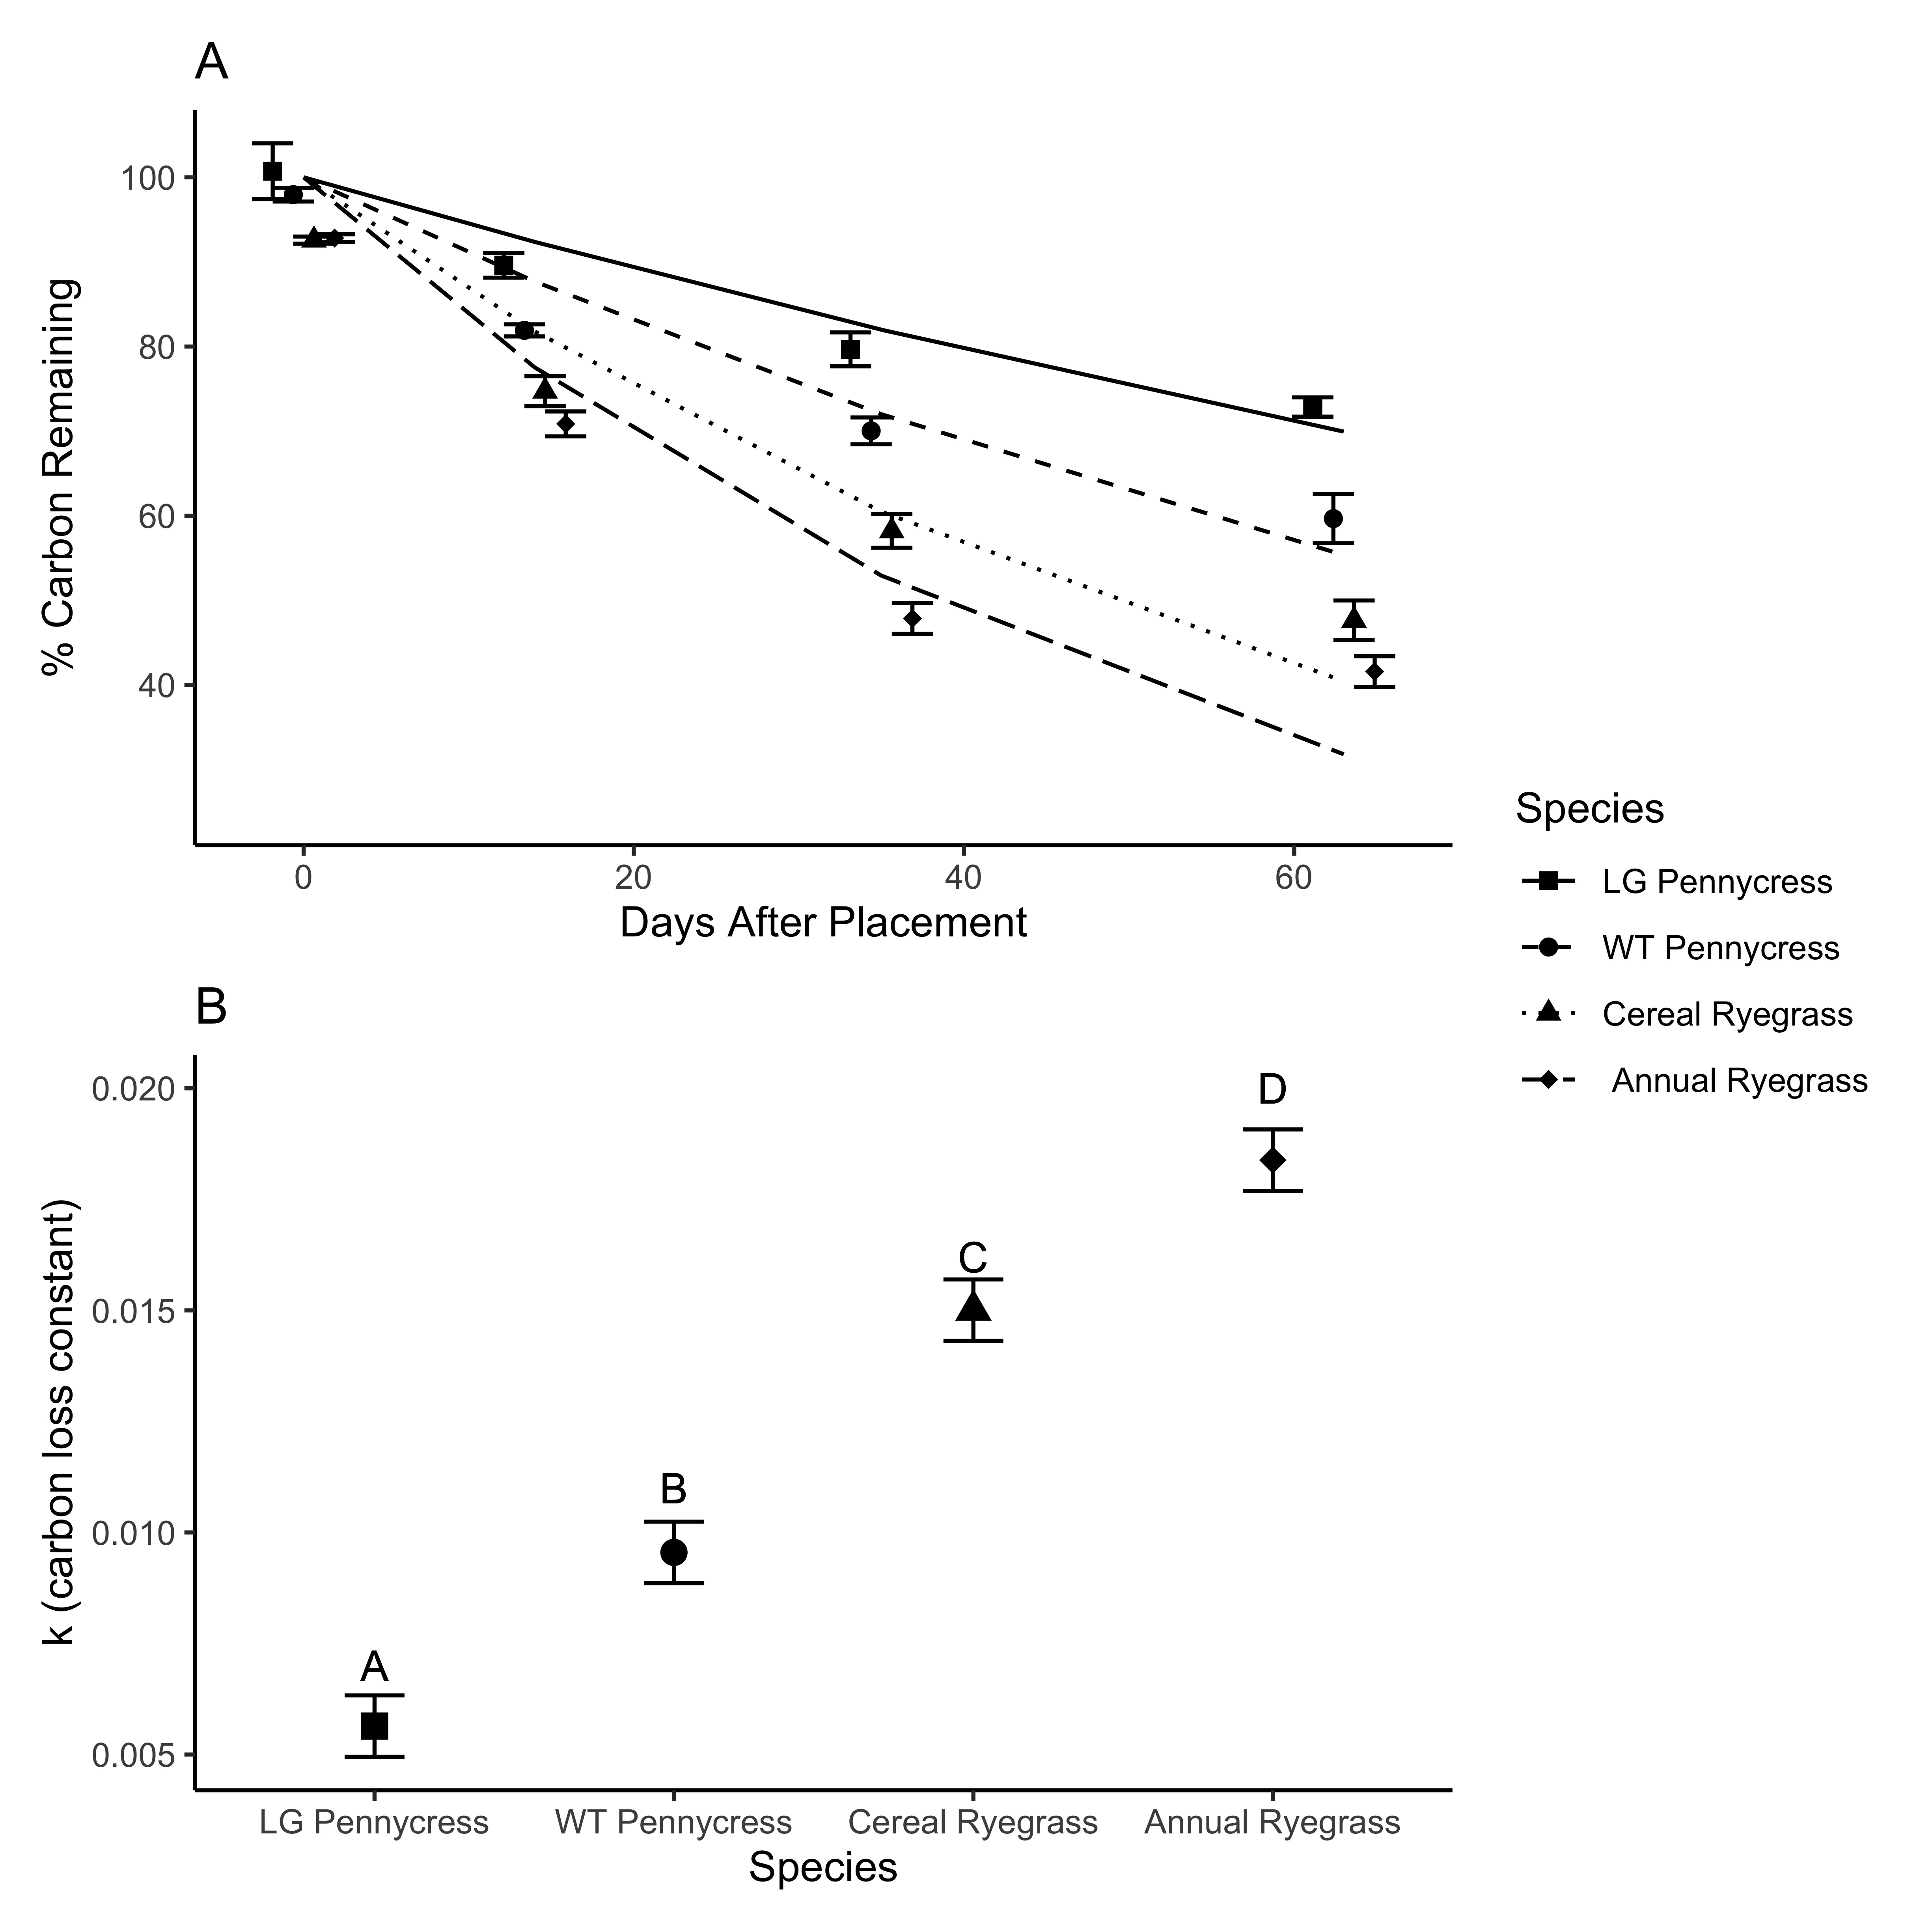 A
% Carbon Remaining
100
80
60
40
0 20 40 60
Days After Placement
Species
LG Pennycress
WT Pennycress
Cereal Ryegrass
Annual Ryegrass
B
k (carbon loss constant)
0.020
0.015
0.010
0.005
A
B
C
D
LG Pennycress WT Pennycress Cereal Ryegrass Annual Ryegrass
Species